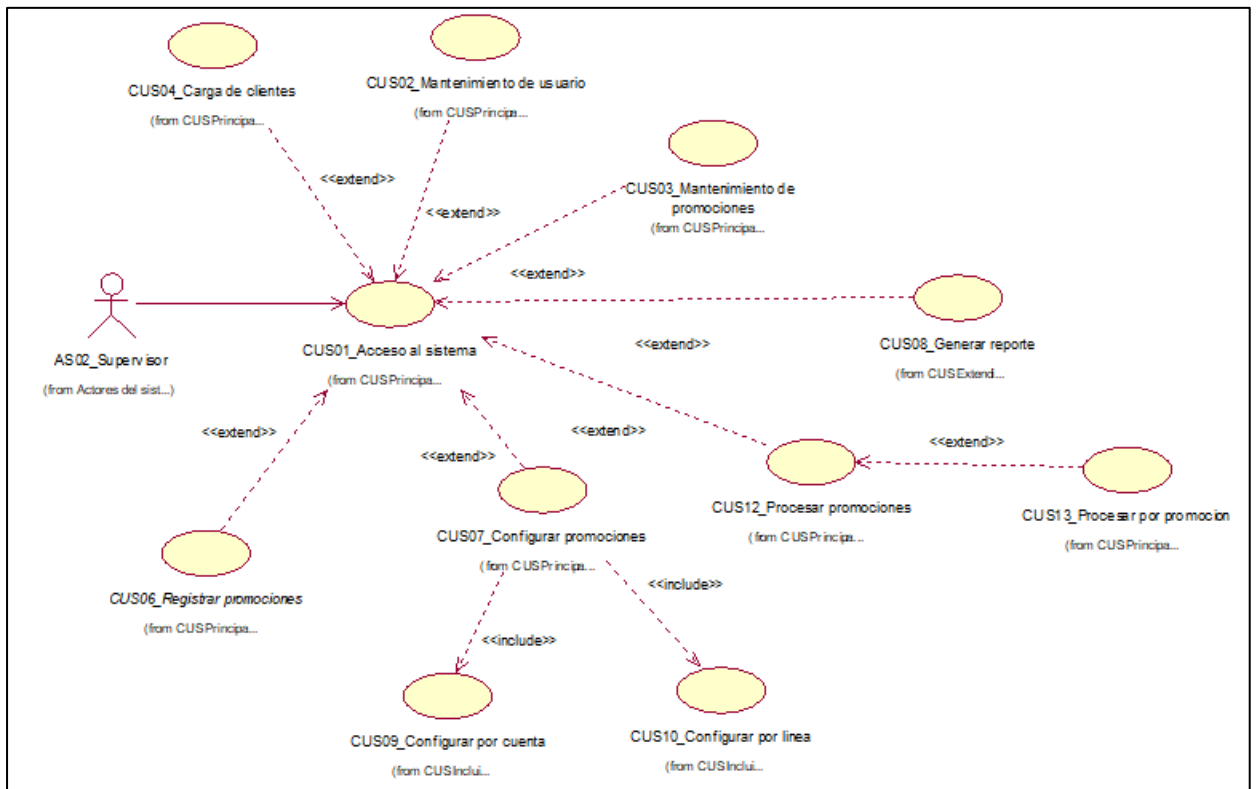 CUS04_Carga de clientes
(from CUSPrincipa...
CUS02_Mantenimiento de usuario
(from CUSPrincipa...
CUS03_Mantenimiento de
promociones
(from CUSPrincipa...
<<extend>>
<<extend>>
<<extend>>
CUS08_Generar reporte
(from CUSExtendi...
<<extend>>
AS02_Supervisor
(from Actores del sist...)
CUS01_Acceso al sistema
(from CUSPrincipa...
<<extend>>
<<extend>>
<<extend>>
<<extend>>
CUS12_Procesar promociones
(from CUSPrincipa...
CUS13_Procesar por promocion
(from CUSPrincipa...
CUS07_Configurar promociones
(from CUSPrincipa...
CUS06_Registrar promociones
(from CUSPrincipa...
<<include>>
<<include>>
CUS09_Configurar por cuenta
(from CUSInclui...
CUS10_Configurar por linea
(from CUSInclui...